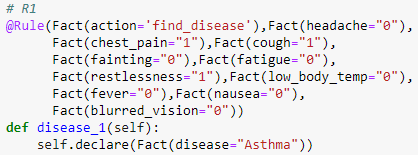 # R1
@Rule(Fact(action='find_disease'),Fact(headache="0"),
Fact(chest_pain="1"),Fact(cough="1"),
Fact(fainting="0"),Fact(fatigue="0"),
Fact(restlessness="1"),Fact(low_body_temp="0"),
Fact(fever="0"),Fact(nausea="0"),
Fact(blurred_vision="0"))
def disease_1(self):
self.declare(Fact(disease="Asthma"))